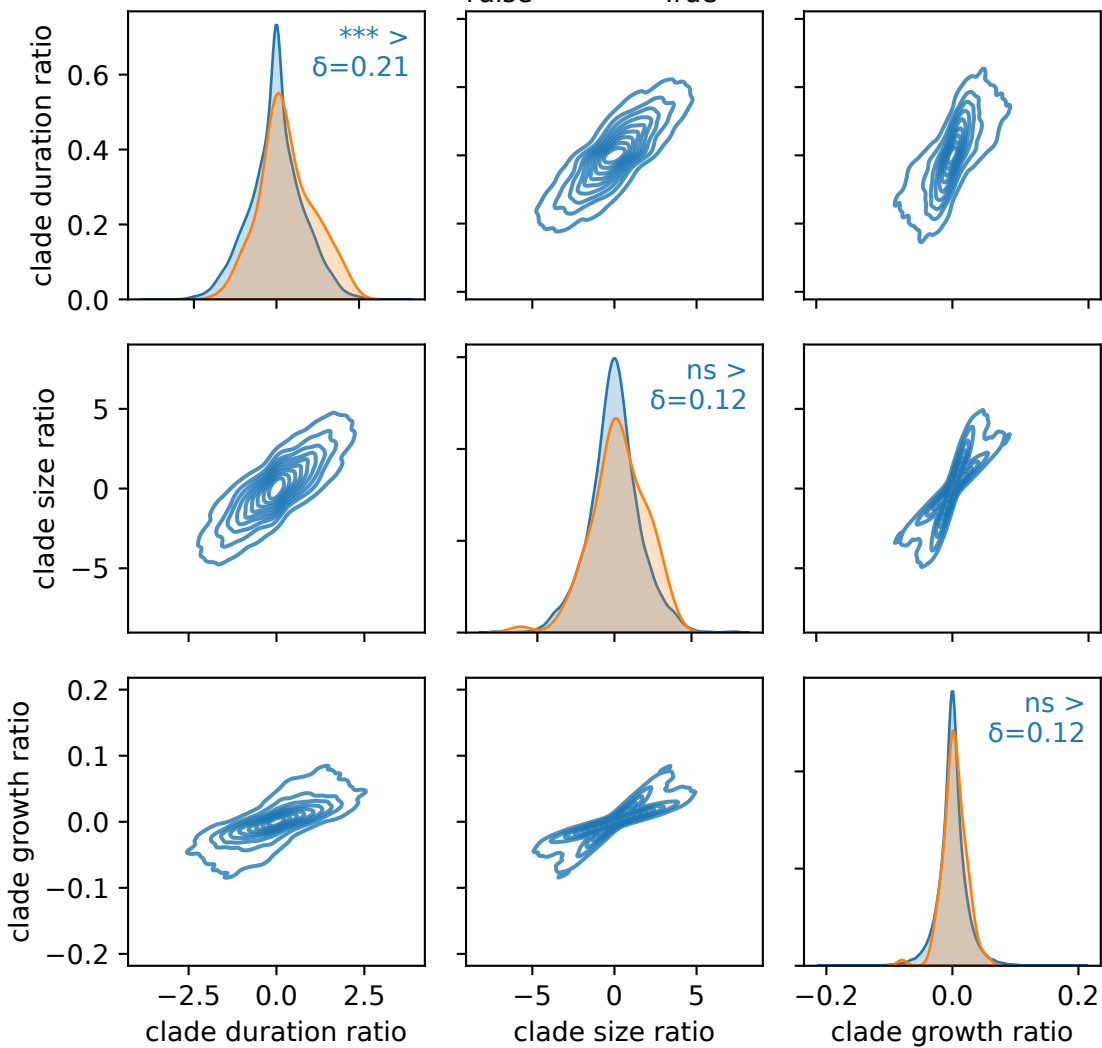 False True
clade duration ratio
0.6
0.4
0.2
0.0
*** >
δ=0.21
clade size ratio
5
0
−5
ns >
δ=0.12
clade growth ratio
0.2
0.1
0.0
−0.1
−0.2
ns >
δ=0.12
−2.5 0.0 2.5
−5 0 5
−0.2 0.0 0.2
clade duration ratio
clade size ratio
clade growth ratio